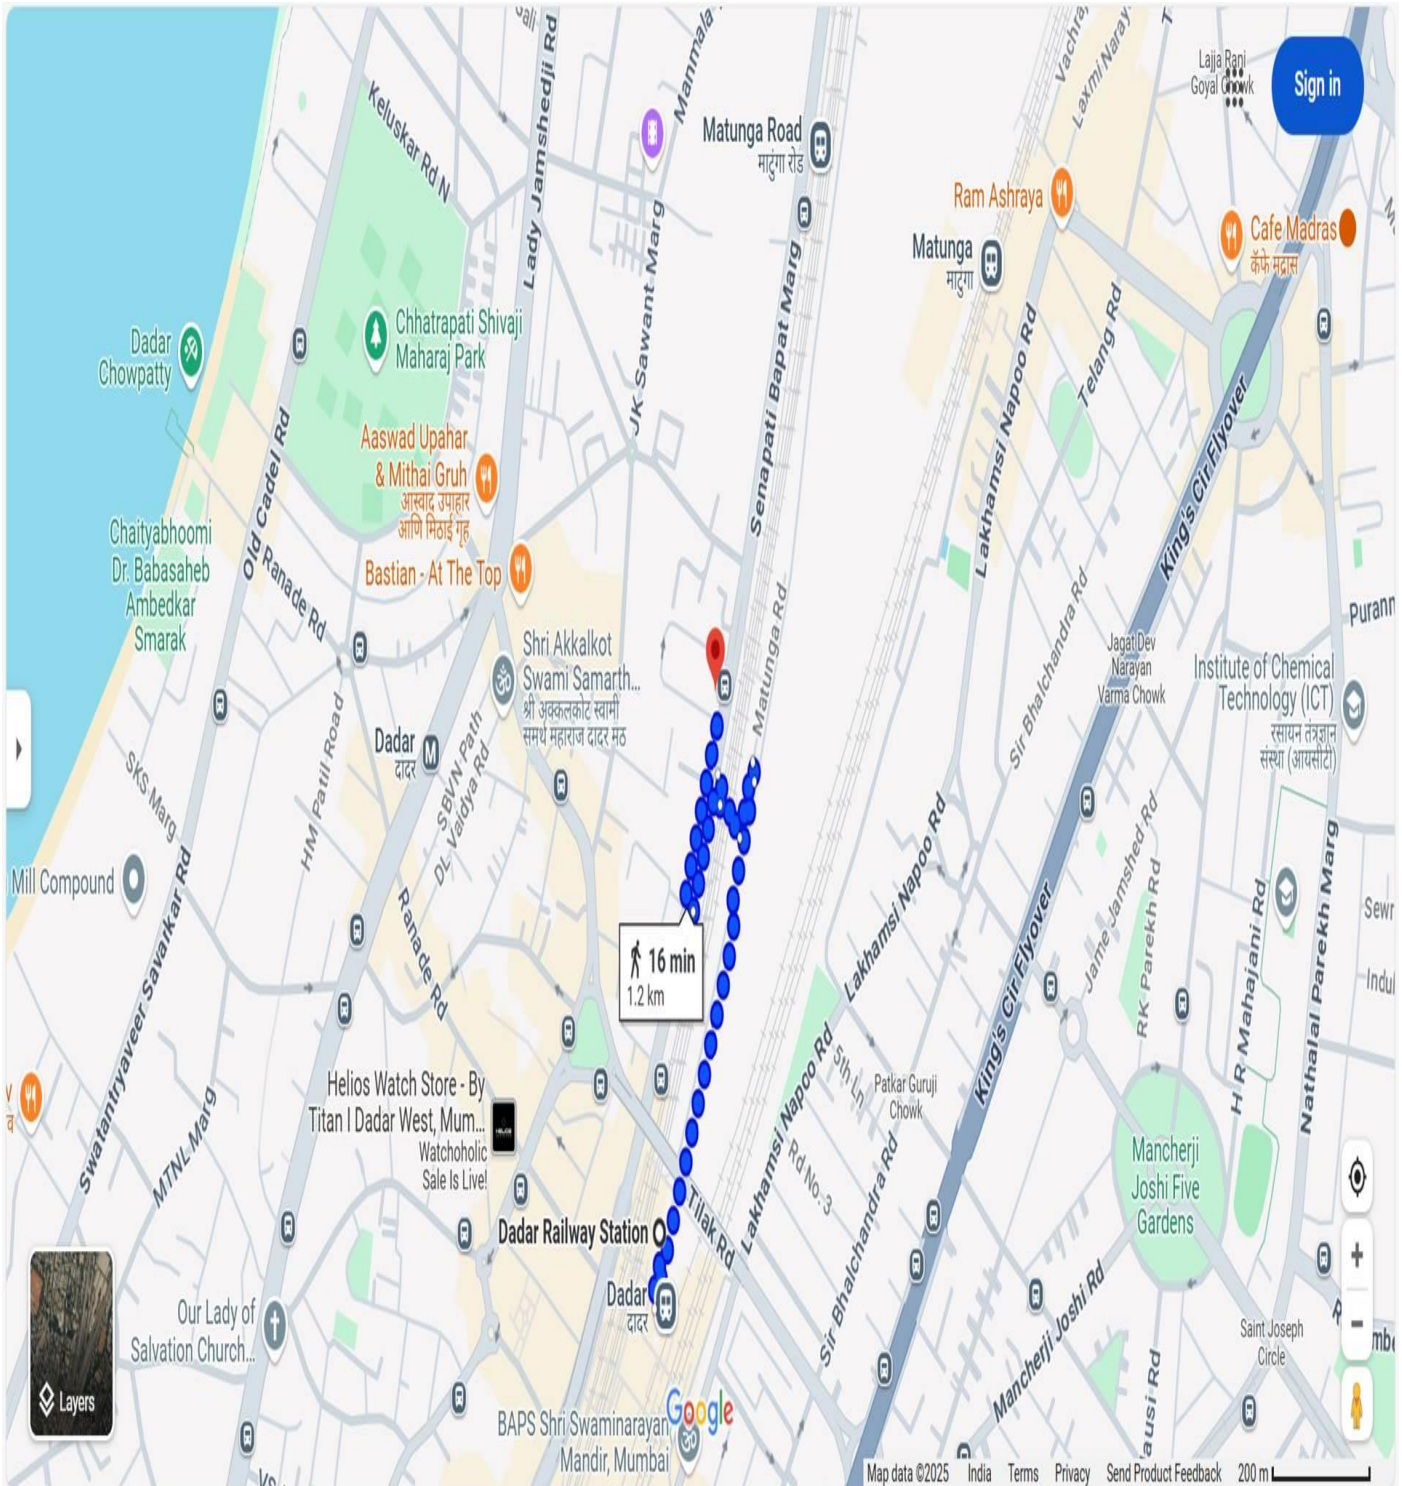 Sign in
Lajja Rani
Goyal Chowk
Keluskar Rd N
Lady Jamshedji Rd
Matunga Road
माटुंगा रोड
Ram Ashraya
Cafe Madras
कॅफे मद्रास
Matunga
माटुंगा
JK Sawant Marg
Senapati Bapat Marg
Lakhamsi Napoo Rd
Telang Rd
King's Cir Flyover
Dadar
Chowpatty
Chhatrapati Shivaji
Maharaj Park
Old Cadel Rd
Aaswad Upahar
& Mithai Gruh
आस्वाद उपाहार
आणि मिठाई गृह
Bastian - At The Top
Chaityabhoomi
Dr. Babasaheb
Ambedkar
Smarak
Ranade Rd
Shri Akkalkot
Swami Samarth...
श्री अक्कलकोट स्वामी
समर्थ महाराज दादर मठ
Matunga Rd
Sir Bhalchandra Rd
Jagat Dev
Narayan
Varma Chowk
Institute of Chemical
Technology (ICT)
रसायन तंत्रज्ञान
संस्था (आयसीटी)
SKS Marg
HM Patil Road
Dadar
दादर
SBVN Path
DL Vaidya Rd
Mill Compound
Swatantryaveer Savarkar Rd
Ranade Rd
16 min
1.2 km
Lakhamsi Napoo Rd
King's Cir Flyover
Jame Jamshed Rd
RK Parekh Rd
H R Mahajani Rd
Nathalal Parekh Marg
MTNL Marg
Helios Watch Store - By
Titan I Dadar West, Mum...
Watchoholic
Sale Is Live!
Lakhamsi Napoo Rd
5th Ln
Rd No. 3
Patkar Guruji
Chowk
Mancherji
Joshi Five
Gardens
Dadar Railway Station
Tilak Rd
Dadar
दादर
Sir Bhalchandra Rd
Mancherji Joshi Rd
Saint Joseph
Circle
Our Lady of
Salvation Church...
Layers
Google
BAPS Shri Swaminarayan
Mandir, Mumbai
Map data ©2025 India Terms Privacy Send Product Feedback 200 m